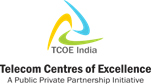 TCOE India
Telecom Centres of Excellence
A Public Private Partnership Initiative